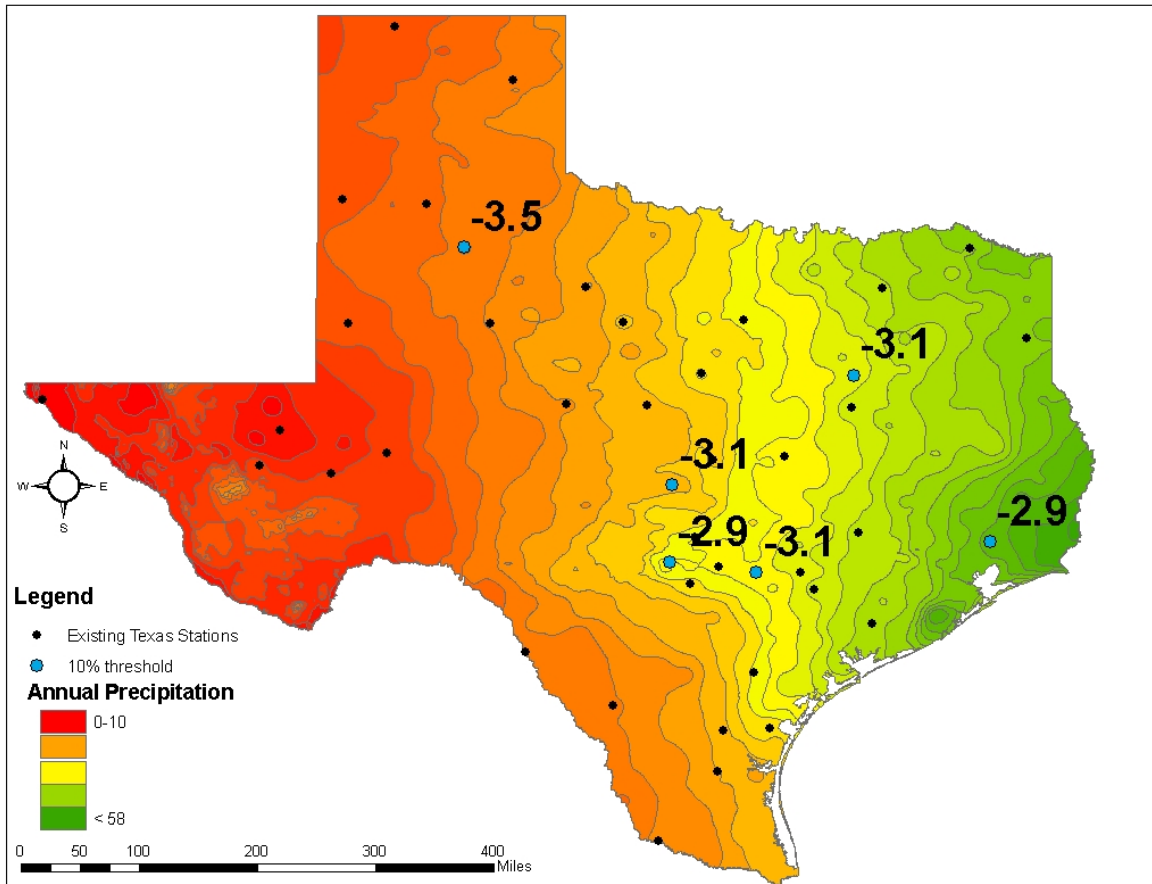 -3.5
-3.1
-3.1
-2.9
-3.1
-2.9
N
W E
S
Legend
Existing Texas Stations
10% threshold
Annual Precipitation
0-10
< 58
0 50 100 200 300 400
Miles